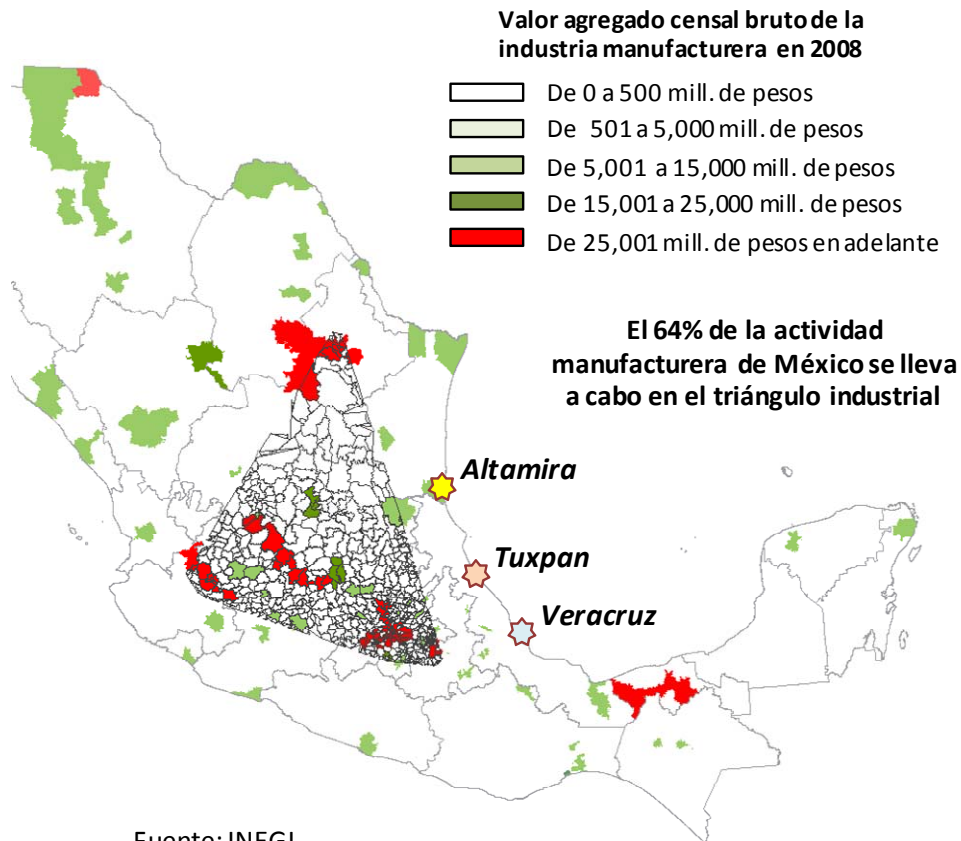 Valor agregado censal bruto de la
industria manufacturera en 2008
De 0 a 500 mill. de pesos
De 501 a 5,000 mill. de pesos
De 5,001 a 15,000 mill. de pesos
De 15,001 a 25,000 mill. de pesos
De 25,001 mill. de pesos en adelante
El 64% de la actividad
manufacturera de México se lleva
a cabo en el triángulo industrial
Altamira
Tuxpan
Veracruz
Fuente: INEGI